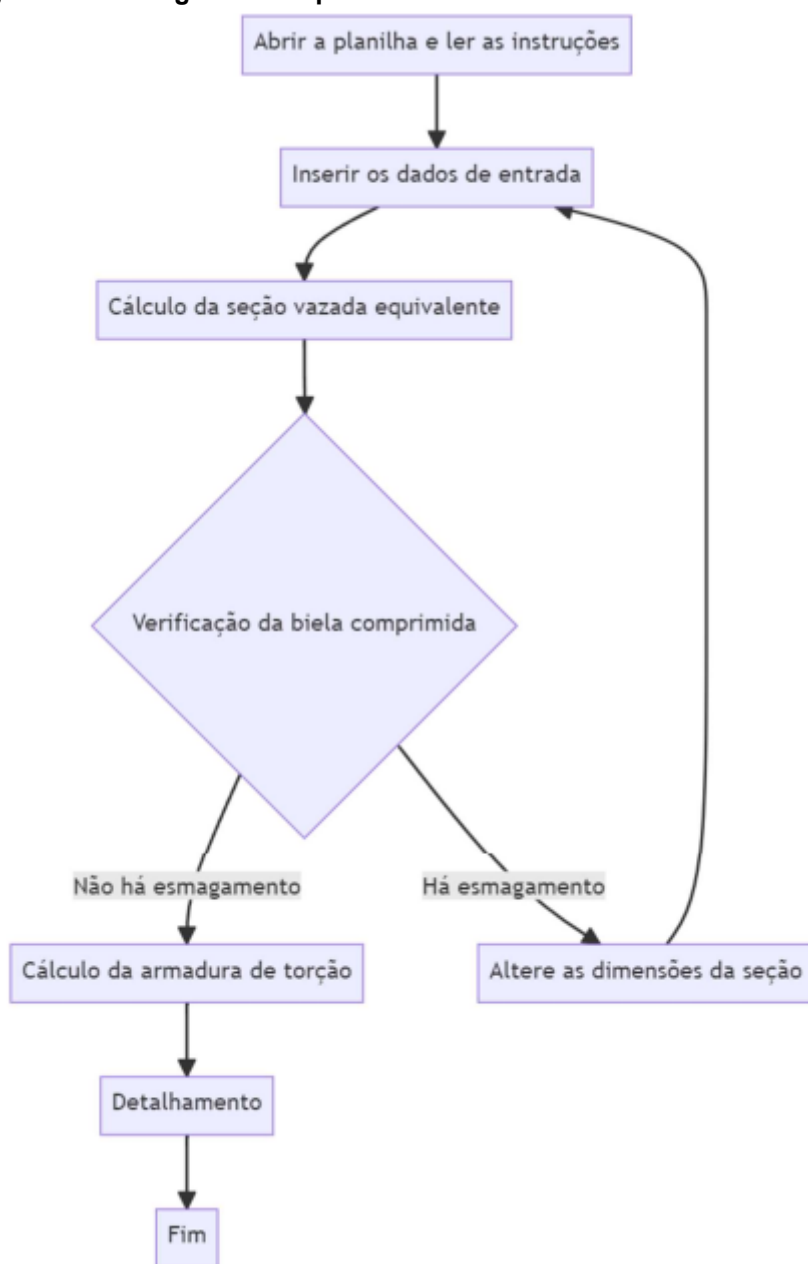 Abrir a planilha e ler as instruções
Inserir os dados de entrada
Cálculo da seção vazada equivalente
Verificação da biela comprimida
Não há esmagamento
Há esmagamento
Cálculo da armadura de torção
Altere as dimensões da seção
Detalhamento
Fim